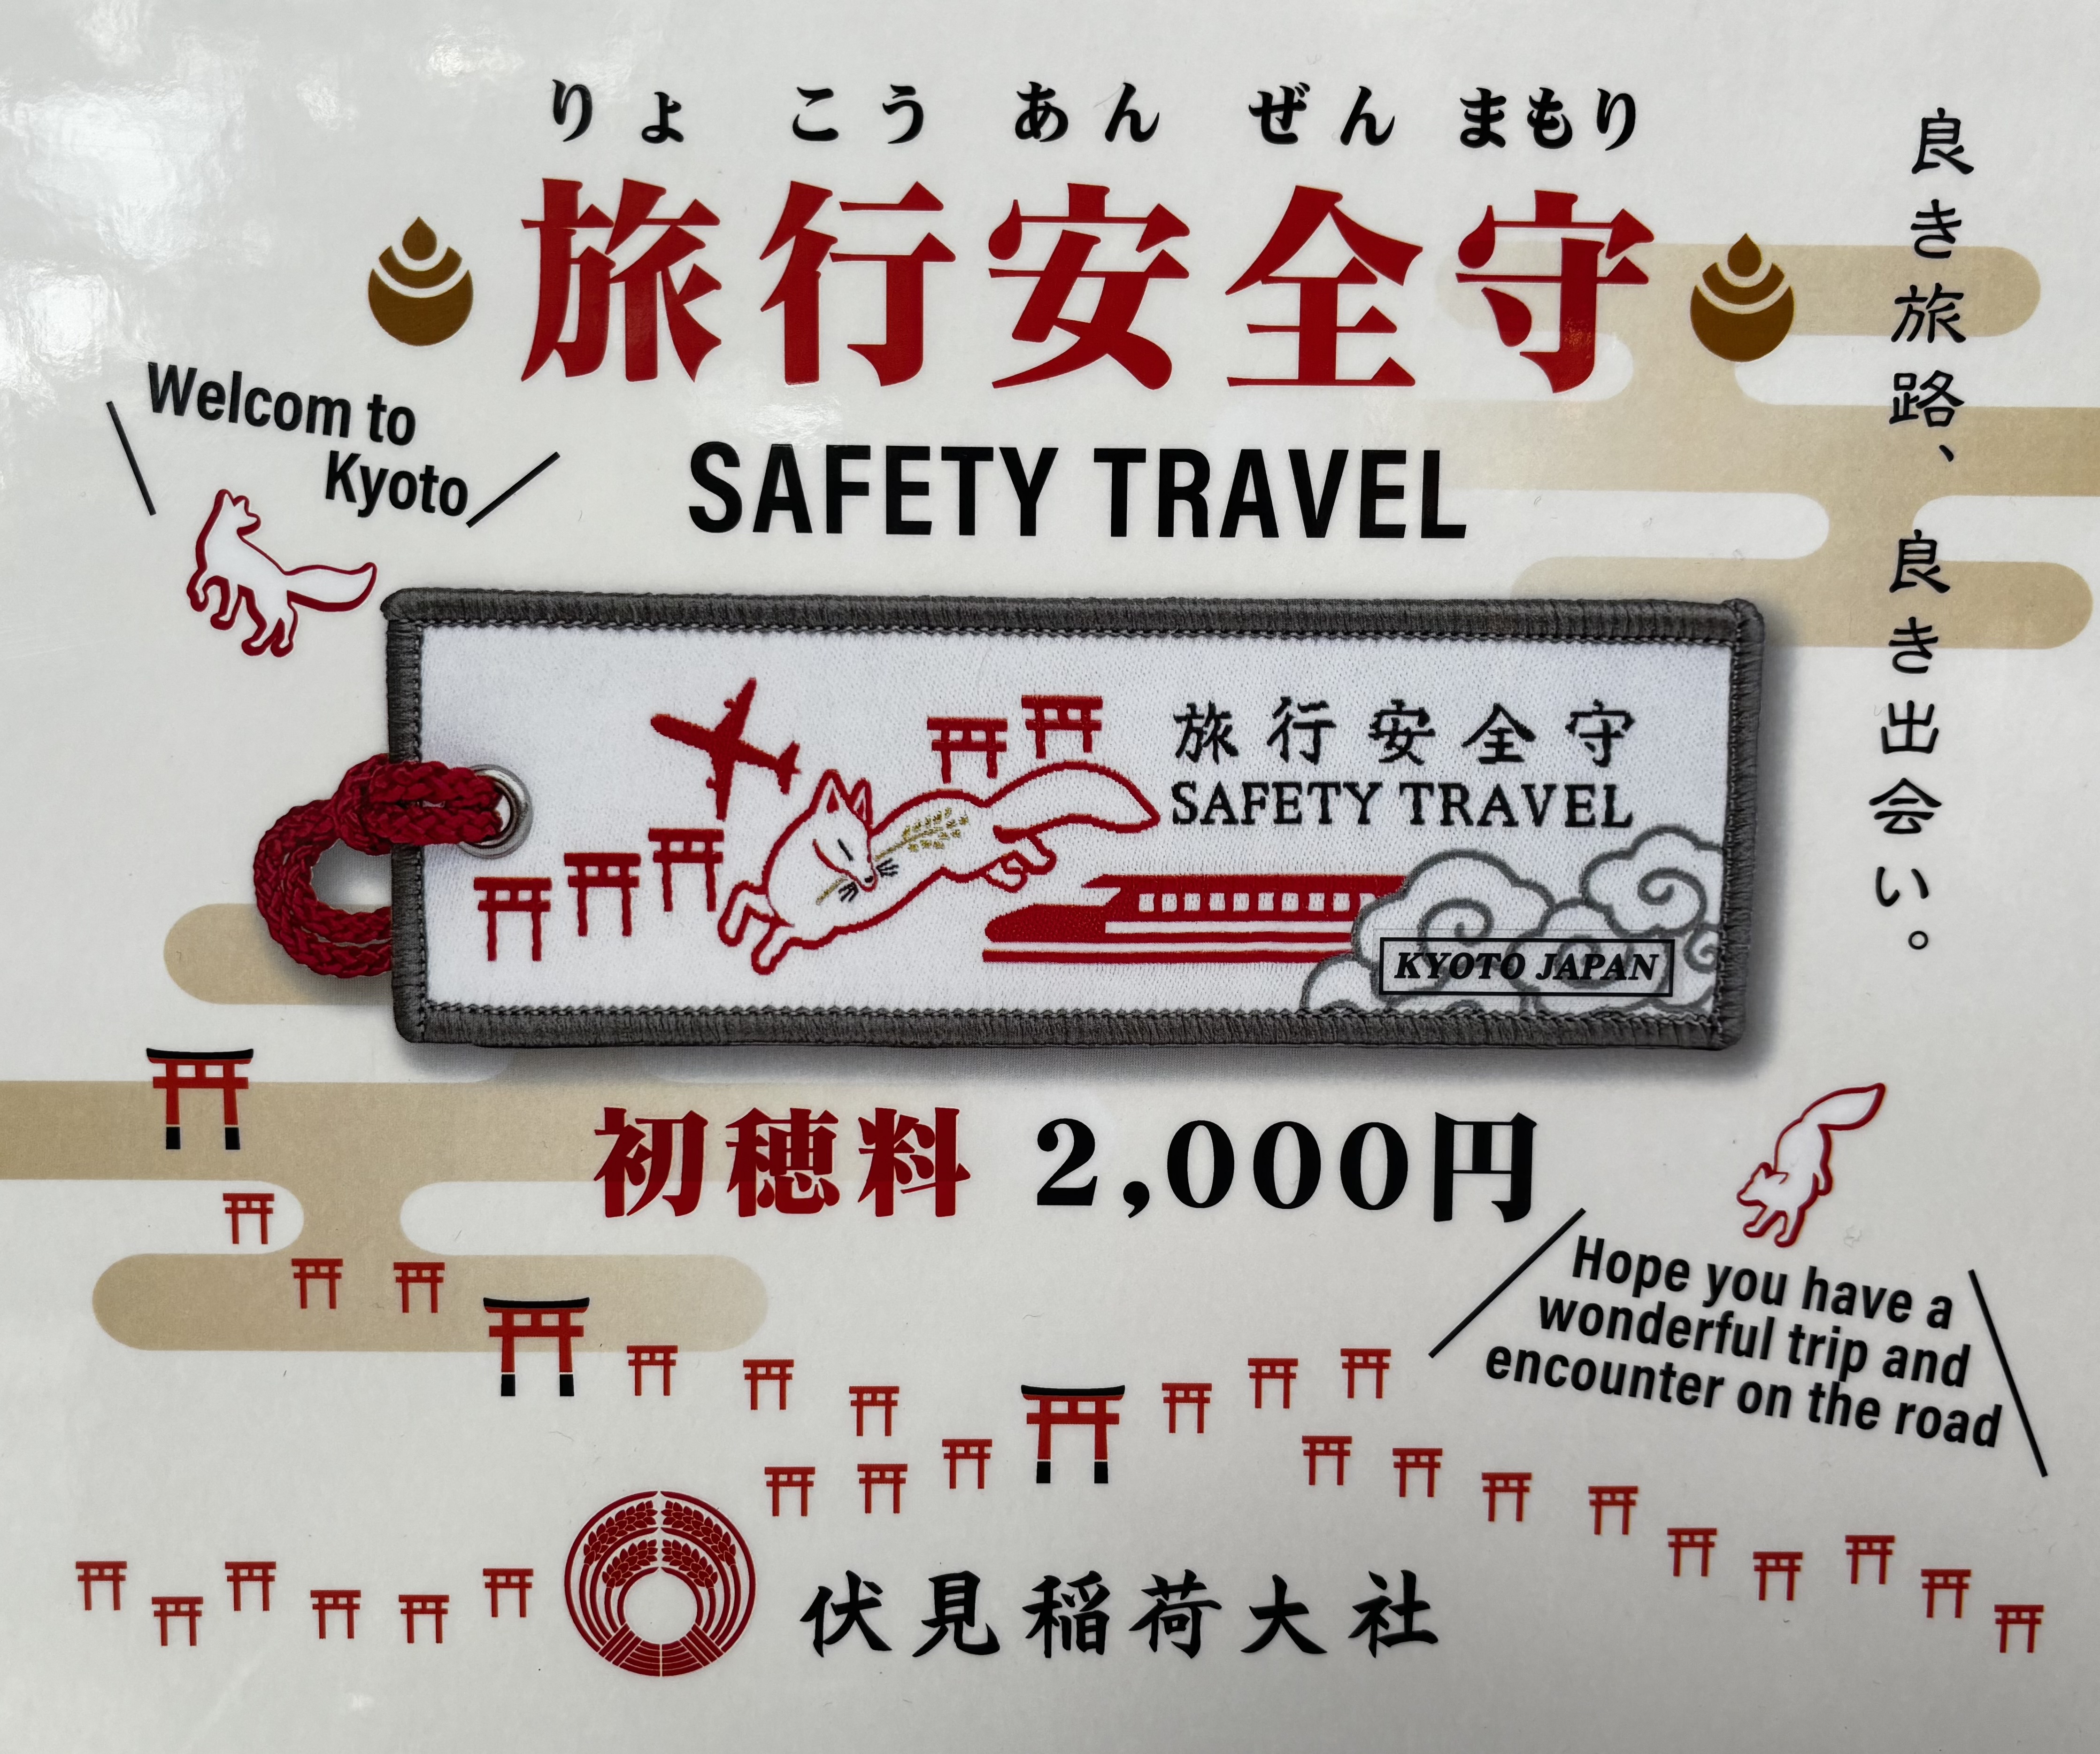 りょ こう あん ぜん まもり
旅行安全守
SAFETY TRAVEL
良き旅路、良き出会い。
Welcom to
Kyoto
旅行安全守
SAFETY TRAVEL
KYOTO JAPAN
初穂料 2,000円
Hope you have a
wonderful trip and
encounter on the road
伏見稲荷大社